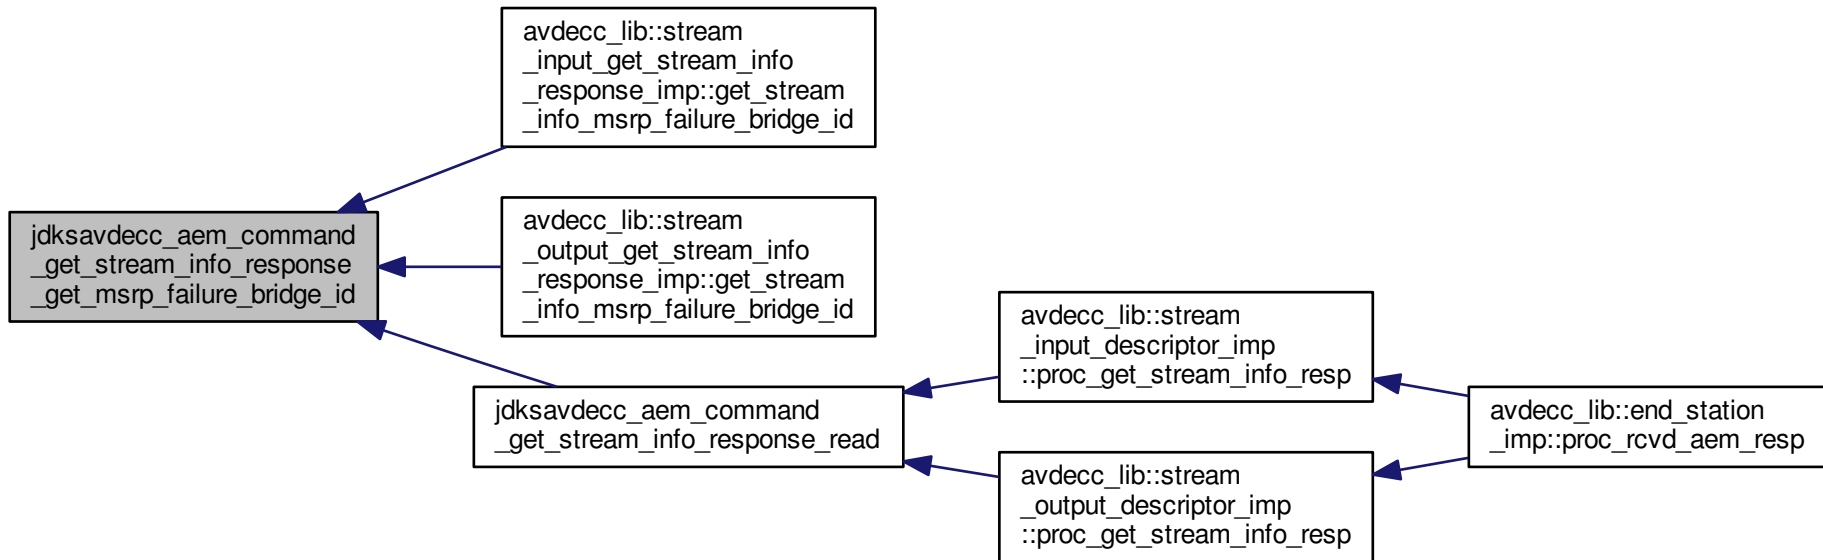 avdecc_lib::stream
_input_get_stream_info
_response_imp::get_stream
_info_msrp_failure_bridge_id
jdksavdecc_aem_command
_get_stream_info_response
_get_msrp_failure_bridge_id
avdecc_lib::stream
_output_get_stream_info
_response_imp::get_stream
_info_msrp_failure_bridge_id
jdksavdecc_aem_command
_get_stream_info_response_read
avdecc_lib::stream
_input_descriptor_imp
::proc_get_stream_info_resp
avdecc_lib::stream
_output_descriptor_imp
::proc_get_stream_info_resp
avdecc_lib::end_station
_imp::proc_rcvd_aem_resp